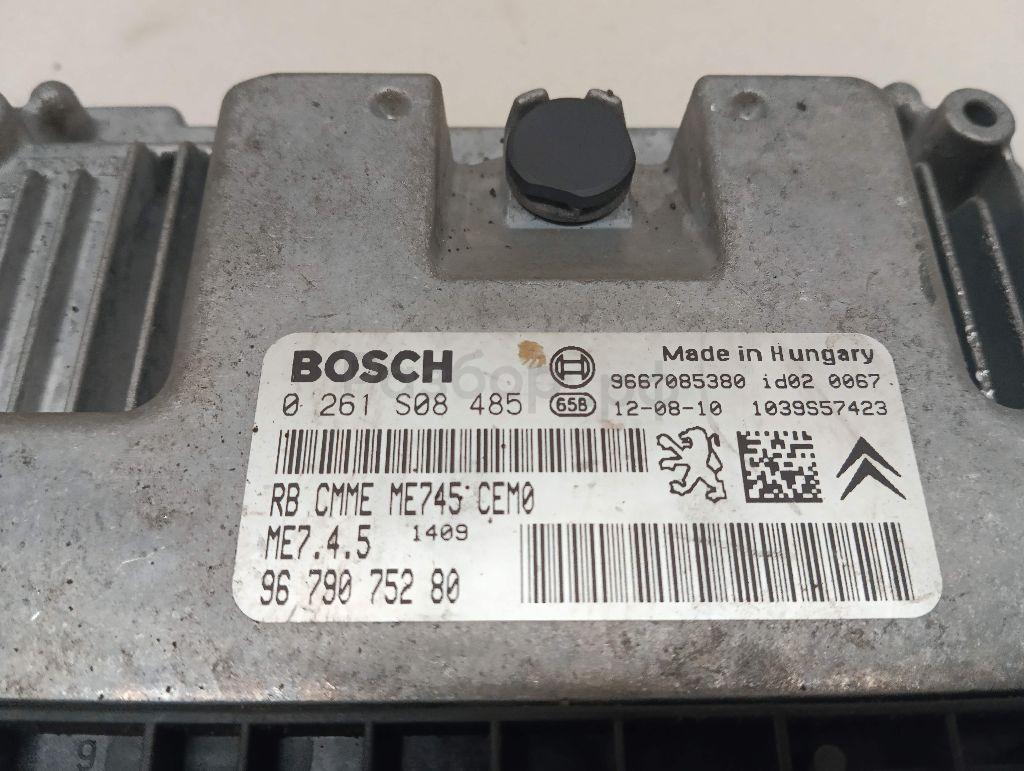 BOSCH
Made in Hungary
9667085380 id02 0067
0 261 S08 485
658
12-08-10 1039S57423
RB CMME ME745 CEM0
ME7.4.5 1409
96 790 752 80